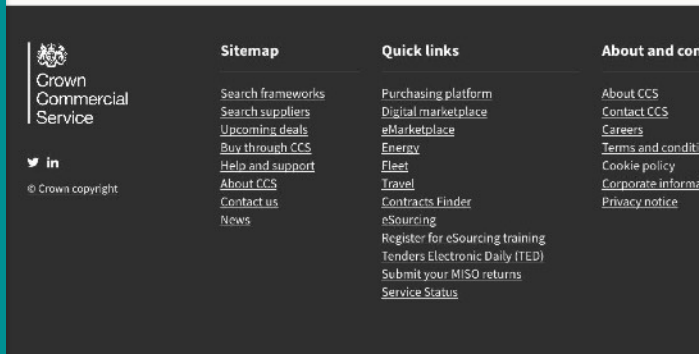 Crown
Commercial
Service
© Crown copyright
Sitemap
Search frameworks
Search suppliers
Upcoming deals
Buy through CCS
Help and support
About CCS
Contact us
News
Quick links
Purchasing platform
Digital marketplace
eMarketplace
Energy
Fleet
Travel
Contracts Finder
eSourcing
Register for eSourcing training
Tenders Electronic Daily (TED)
Submit your MISO returns
Service Status
About and con
About CCS
Contact CCS
Careers
Terms and conditi
Cookie policy
Corporate informa
Privacy notice